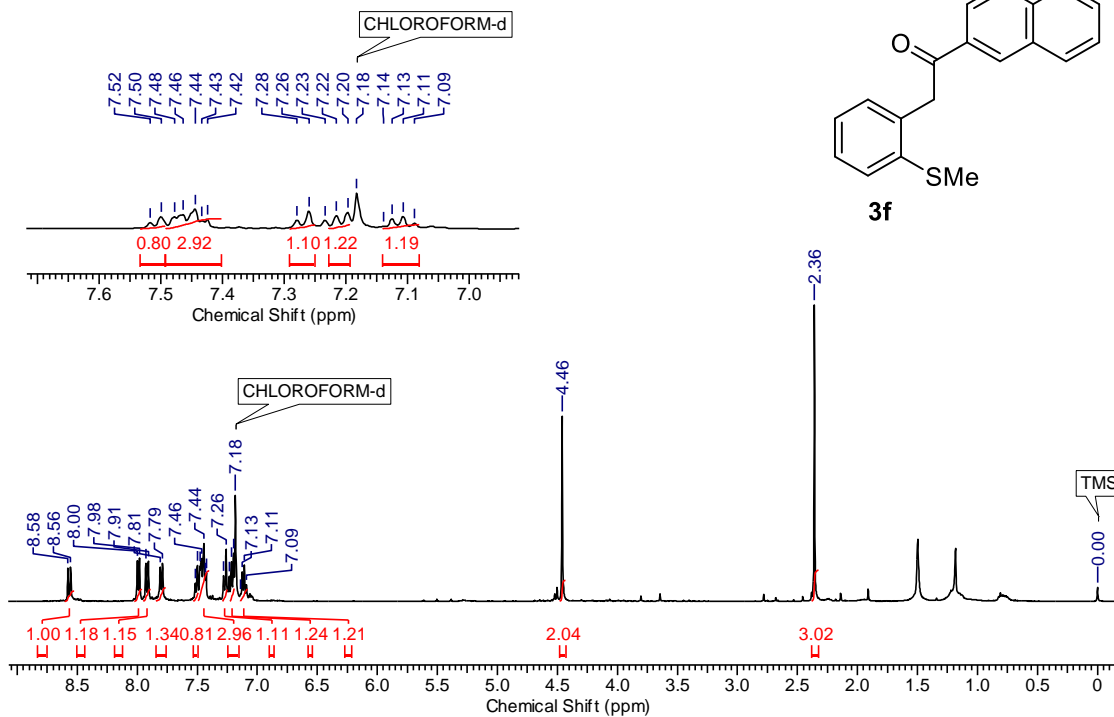 CHLOROFORM-d
7.52 7.50 7.48 7.46 7.44 7.43 7.42 7.28 7.26 7.23 7.22 7.20 7.18 7.14 7.13 7.11 7.09
0.80 2.92 1.10 1.22 1.19
7.6 7.5 7.4 7.3 7.2 7.1 7.0
Chemical Shift (ppm)
O
SMe
3f
CHLOROFORM-d
8.58 8.56 8.00 7.98 7.91 7.81 7.79 7.46 7.44 7.26 7.18 7.13 7.11 7.09 4.46 2.36
TMS
0.00
1.00 1.18 1.15 1.34 0.81 2.96 1.11 1.24 1.21 2.04 3.02
8.5 8.0 7.5 7.0 6.5 6.0 5.5 5.0 4.5 4.0 3.5 3.0 2.5 2.0 1.5 1.0 0.5 0
Chemical Shift (ppm)